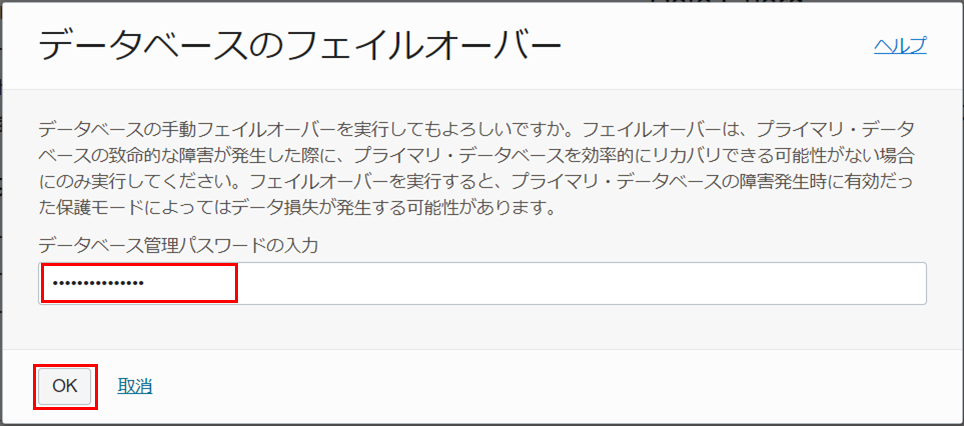 データベースのフェイルオーバー
ヘルプ
データベースの手動フェイルオーバーを実行してもよろしいですか。フェイルオーバーは、プライマリ・データ
ベースの致命的な障害が発生した際に、プライマリ・データベースを効率的にリカバリできる可能性がない場合
にのみ実行してください。フェイルオーバーを実行すると、プライマリ・データベースの障害発生時に有効だっ
た保護モードによってはデータ損失が発生する可能性があります。
データベース管理パスワードの入力
•••••••••••••••
OK
取消